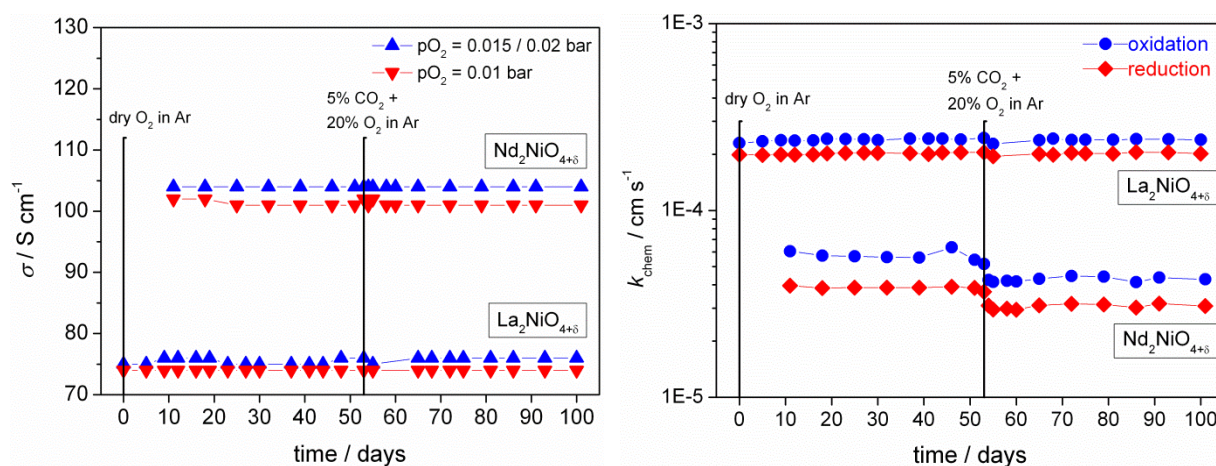 130
120
110
100
90
80
70
σ / S cm⁻¹
pO₂ = 0.015 / 0.02 bar
pO₂ = 0.01 bar
dry O₂ in Ar
5% CO₂ +
20% O₂ in Ar
Nd₂NiO₄₊δ
La₂NiO₄₊δ
0 10 20 30 40 50 60 70 80 90 100
time / days
1E-3
1E-4
1E-5
k chem / cm s⁻¹
oxidation
reduction
dry O₂ in Ar
5% CO₂ +
20% O₂ in Ar
La₂NiO₄₊δ
Nd₂NiO₄₊δ
0 10 20 30 40 50 60 70 80 90 100
time / days